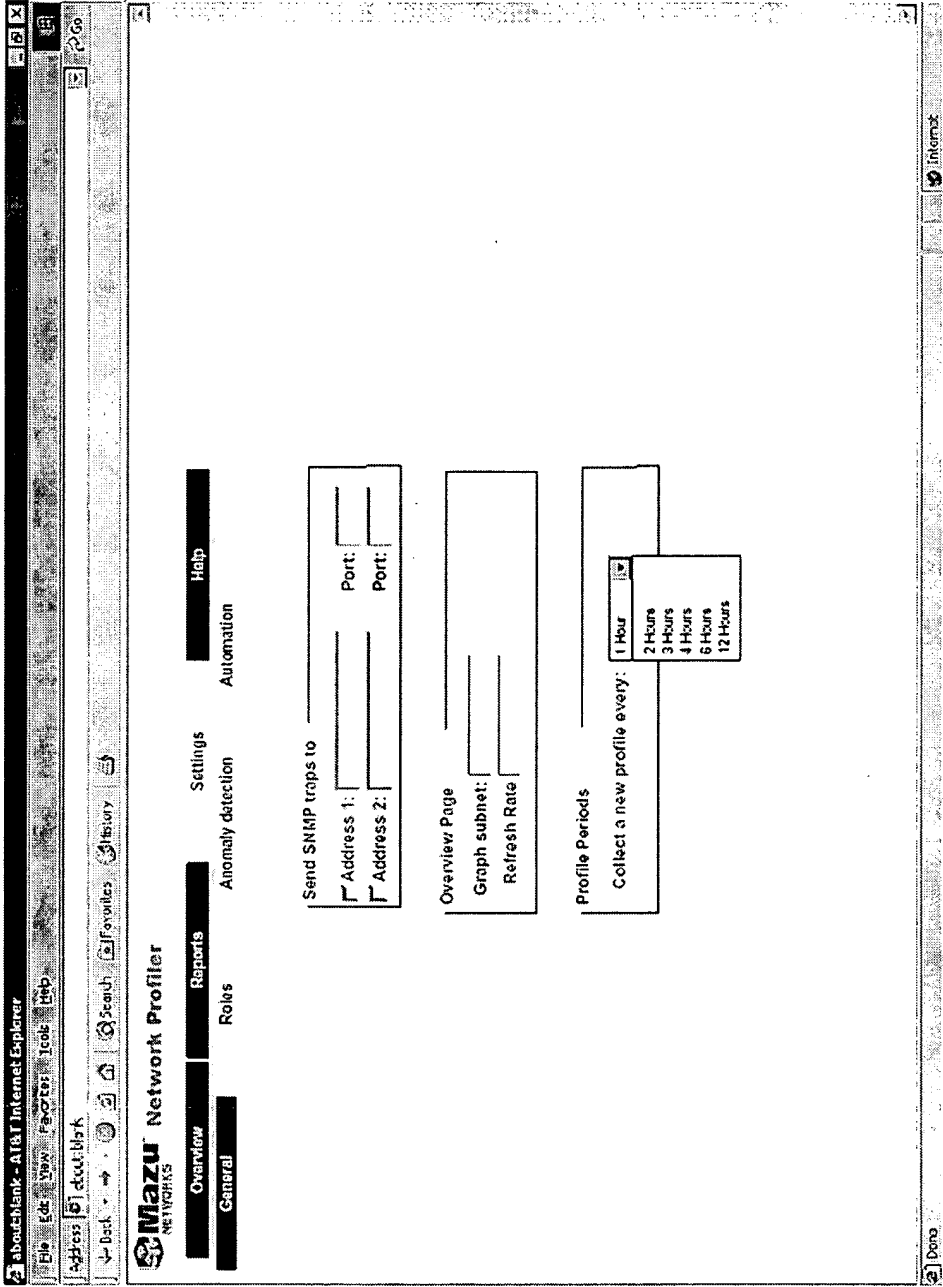 about:blank - AT&T Internet Explorer
File Edit View Favorites Tools Help
Address about:blank Go
Back Search Favorites History
Mazu Network Profiler
NETWORKS
Overview Reports Settings Help
General Roles Anomaly detection Automation
Send SNMP traps to
Address 1: Port:
Address 2: Port:
Overview Page
Graph subnet:
Refresh Rate
Profile Periods
Collect a new profile every: 1 Hour
2 Hours
3 Hours
4 Hours
6 Hours
12 Hours
Done Internet